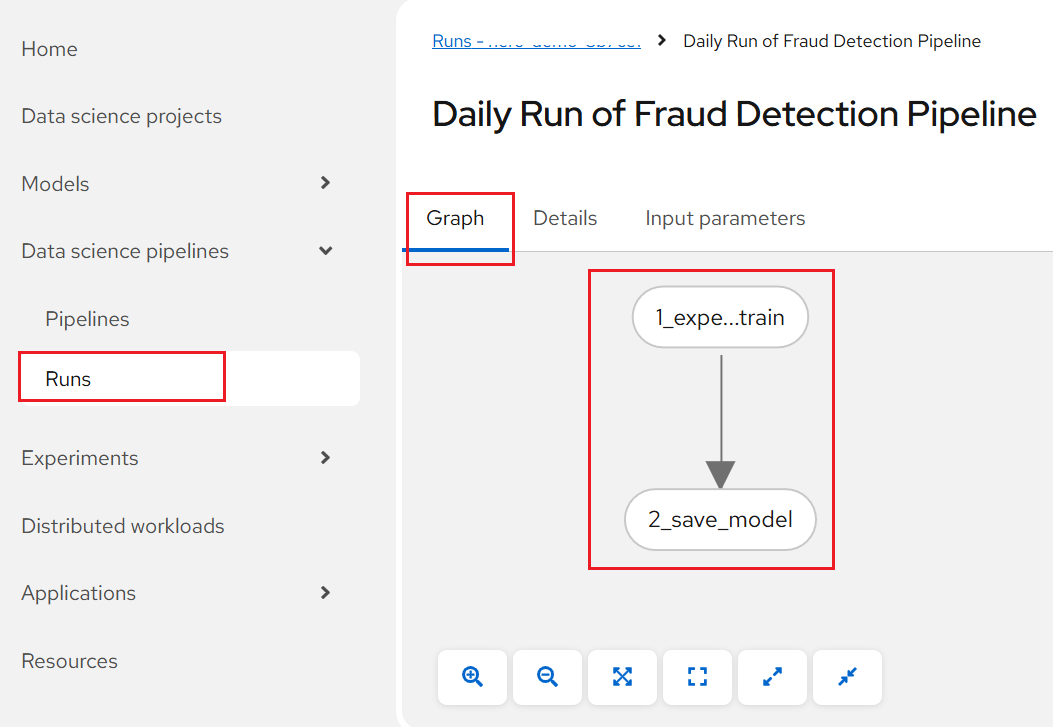 Home
Data science projects
Models
Data science pipelines
Pipelines
Runs
Experiments
Distributed workloads
Applications
Resources
Runs - Daily Run of Fraud Detection Pipeline
Daily Run of Fraud Detection Pipeline
Graph Details Input parameters
1_expe...train
2_save_model